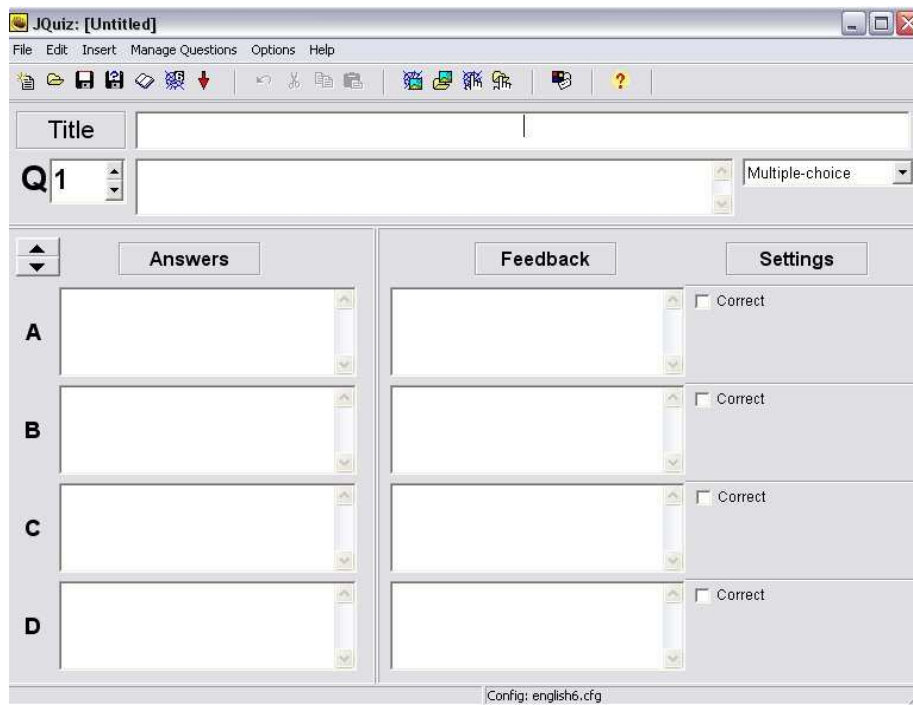 JQuiz: [Untitled]
File Edit Insert Manage Questions Options Help
Title
Q 1 Multiple-choice
Answers Feedback Settings
A Correct
B Correct
C Correct
D Correct
Config: english6.cfg